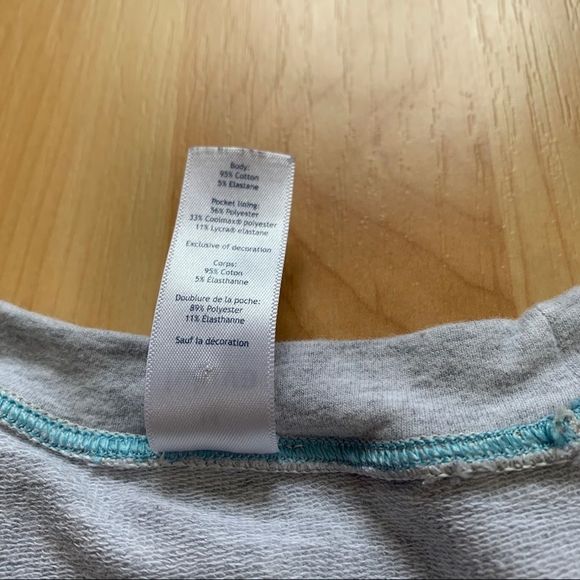 Body:
95% Cotton
5% Elastane
Pocket lining:
56% Polyester
33% Coolmax® polyester
11% Lycra® elastane
Exclusive of decoration
Corps:
95% Coton
5% Élasthanne
Doublure de la poche:
89% Polyester
11% Élasthanne
Sauf la décoration